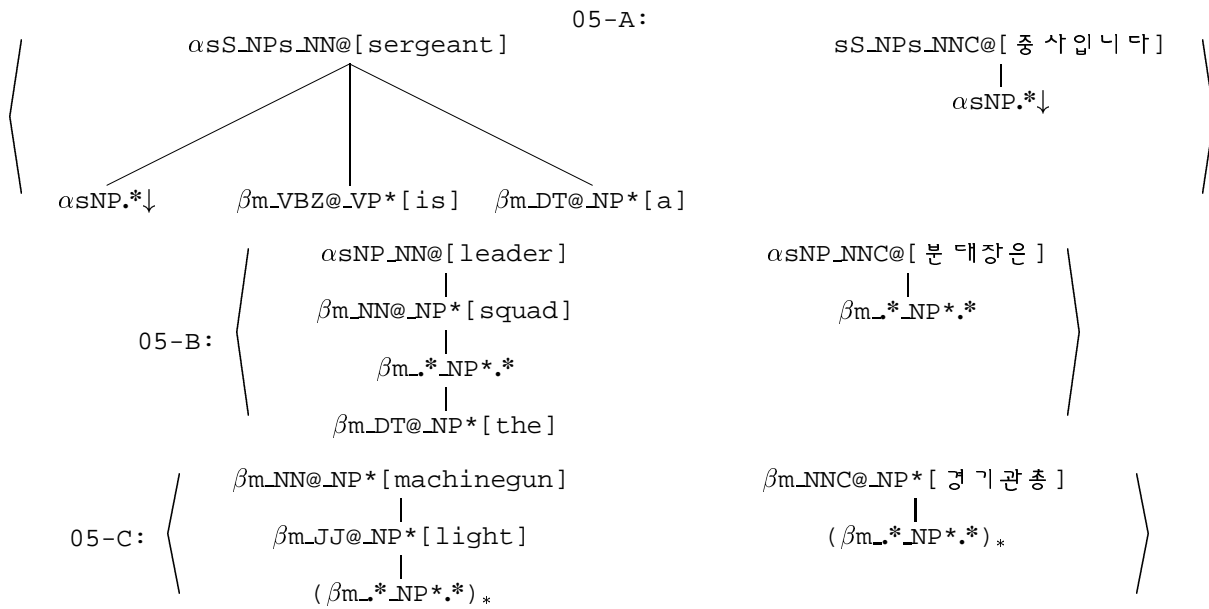 05-A:
αsS_NPs_NN@[sergeant] sS_NPs_NNC@[중사입니다]
αsNP.*↓
αsNP.*↓ βm_VBZ@_VP*[is] βm_DT@_NP*[a]
αsNP_NN@[leader] αsNP_NNC@[분대장은]
βm_NN@_NP*[squad] βm_.*_NP*.*
05-B:
βm_.*_NP*.*
βm_DT@_NP*[the]
βm_NN@_NP*[machinegun] βm_NNC@_NP*[경기관총]
05-C: βm_JJ@_NP*[light] (βm_.*_NP*.*)*
(βm_.*_NP*.*)*